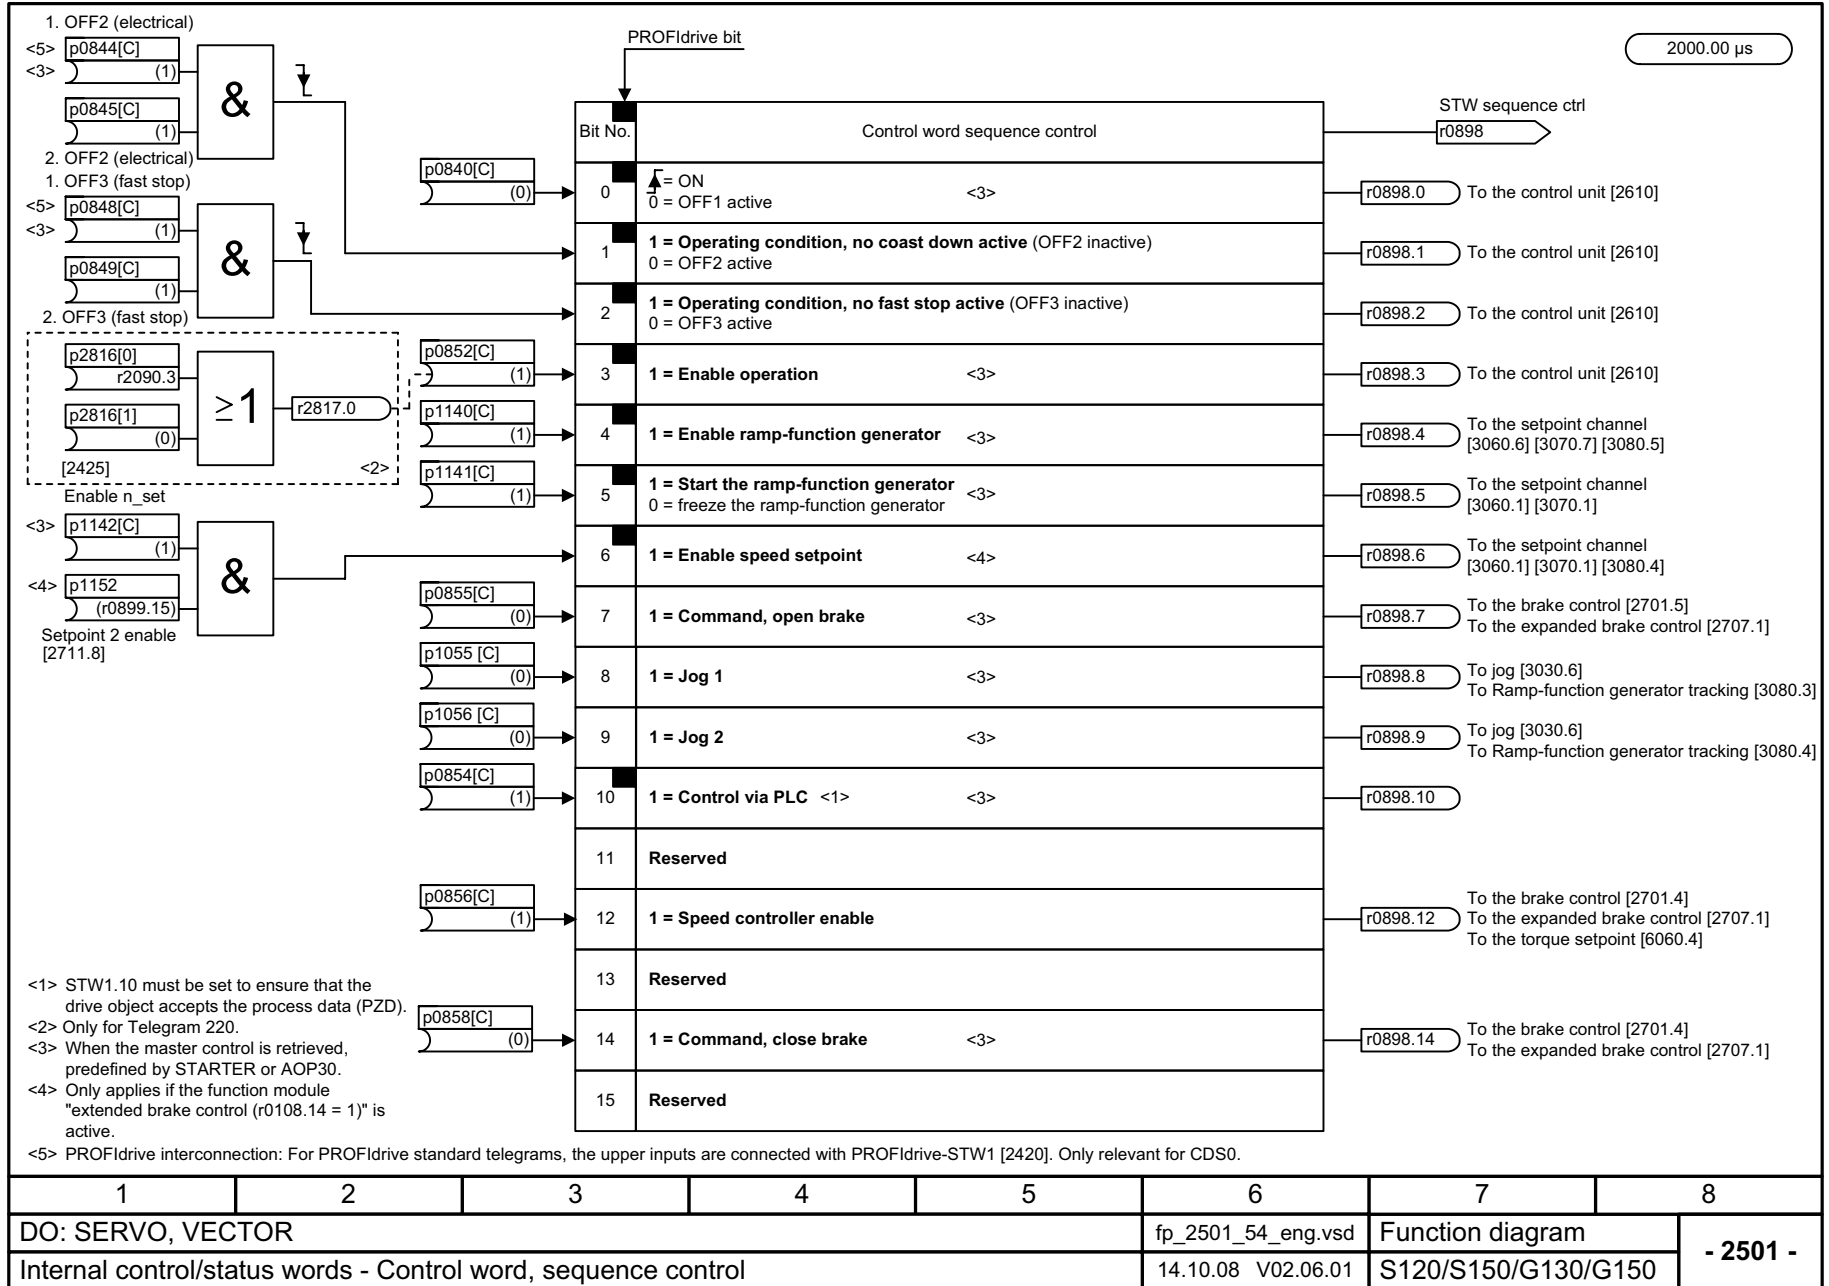 1. OFF2 (electrical)
<5> p0844[C]
<3> (1)
&
p0845[C]
(1)
2. OFF2 (electrical)
1. OFF3 (fast stop)
<5> p0848[C]
<3> (1)
&
p0849[C]
(1)
2. OFF3 (fast stop)
p2816[0]
r2090.3
≥1
r2817.0
p2816[1]
(0)
[2425] <2>
Enable n_set
<3> p1142[C]
(1)
&
<4> p1152
(r0899.15)
Setpoint 2 enable
[2711.8]
PROFIdrive bit
2000.00 µs
Bit No. Control word sequence control
STW sequence ctrl
r0898
p0840[C]
(0)
0 = ON <3>
0 = OFF1 active
r0898.0 To the control unit [2610]
1 1 = Operating condition, no coast down active (OFF2 inactive)
0 = OFF2 active
r0898.1 To the control unit [2610]
2 1 = Operating condition, no fast stop active (OFF3 inactive)
0 = OFF3 active
r0898.2 To the control unit [2610]
p0852[C]
(1)
3 1 = Enable operation <3>
r0898.3 To the control unit [2610]
p1140[C]
(1)
4 1 = Enable ramp-function generator <3>
r0898.4 To the setpoint channel
[3060.6] [3070.7] [3080.5]
p1141[C]
(1)
5 1 = Start the ramp-function generator <3>
0 = freeze the ramp-function generator
r0898.5 To the setpoint channel
[3060.1] [3070.1]
6 1 = Enable speed setpoint <4>
r0898.6 To the setpoint channel
[3060.1] [3070.1] [3080.4]
p0855[C]
(0)
7 1 = Command, open brake <3>
r0898.7 To the brake control [2701.5]
To the expanded brake control [2707.1]
p1055 [C]
(0)
8 1 = Jog 1 <3>
r0898.8 To jog [3030.6]
To Ramp-function generator tracking [3080.3]
p1056 [C]
(0)
9 1 = Jog 2 <3>
r0898.9 To jog [3030.6]
To Ramp-function generator tracking [3080.4]
p0854[C]
(1)
10 1 = Control via PLC <1> <3>
r0898.10
11 Reserved
p0856[C]
(1)
12 1 = Speed controller enable
r0898.12 To the brake control [2701.4]
To the expanded brake control [2707.1]
To the torque setpoint [6060.4]
13 Reserved
p0858[C]
(0)
14 1 = Command, close brake <3>
r0898.14 To the brake control [2701.4]
To the expanded brake control [2707.1]
15 Reserved
<1> STW1.10 must be set to ensure that the
drive object accepts the process data (PZD).
<2> Only for Telegram 220.
<3> When the master control is retrieved,
predefined by STARTER or AOP30.
<4> Only applies if the function module
"extended brake control (r0108.14 = 1)" is
active.
<5> PROFIdrive interconnection: For PROFIdrive standard telegrams, the upper inputs are connected with PROFIdrive-STW1 [2420]. Only relevant for CDS0.
1 2 3 4 5 6 7 8
DO: SERVO, VECTOR
fp_2501_54_eng.vsd Function diagram
- 2501 -
Internal control/status words - Control word, sequence control
14.10.08 V02.06.01 S120/S150/G130/G150